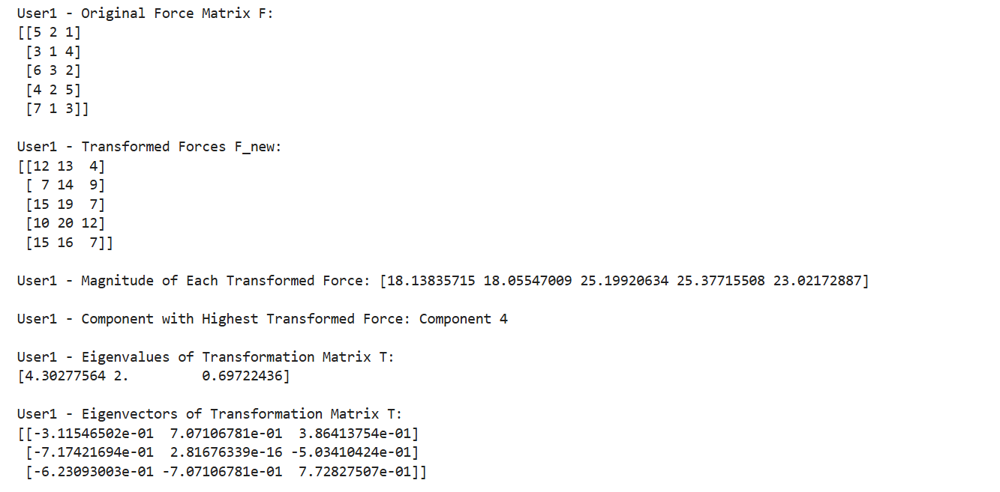 User1 - Original Force Matrix F:
[[5 2 1]
 [3 1 4]
 [6 3 2]
 [4 2 5]
 [7 1 3]]
User1 - Transformed Forces F_new:
[[12 13  4]
 [ 7 14  9]
 [15 19  7]
 [10 20 12]
 [15 16  7]]
User1 - Magnitude of Each Transformed Force: [18.13835715 18.05547009 25.19920634 25.37715508 23.02172887]
User1 - Component with Highest Transformed Force: Component 4
User1 - Eigenvalues of Transformation Matrix T:
[4.30277564 2.         0.69722436]
User1 - Eigenvectors of Transformation Matrix T:
[[-3.11546502e-01  7.07106781e-01  3.86413754e-01]
 [-7.17421694e-01  2.81676339e-16 -5.03410424e-01]
 [-6.23093003e-01 -7.07106781e-01  7.72827507e-01]]